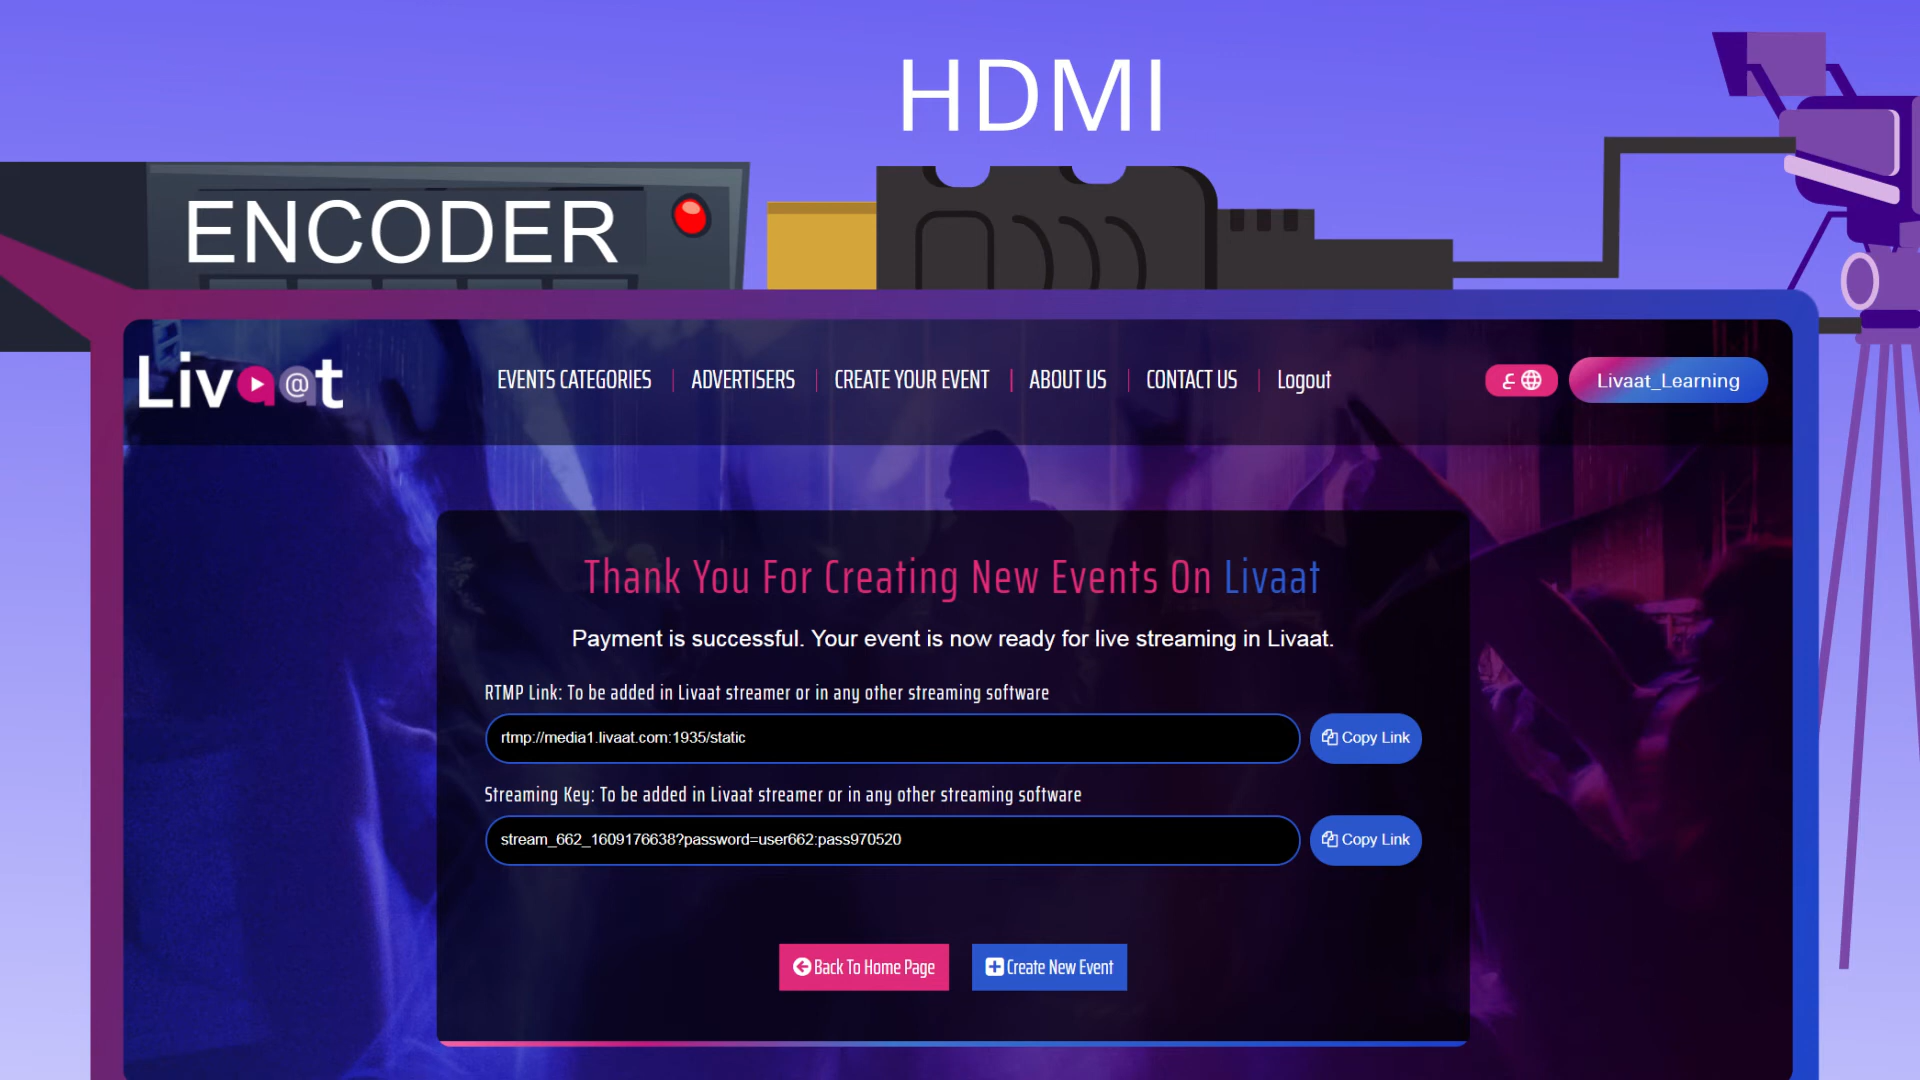 HDMI
ENCODER
Livaat
EVENTS CATEGORIES
ADVERTISERS
CREATE YOUR EVENT
ABOUT US
CONTACT US
Logout
ع
Livaat_Learning
Thank You For Creating New Events On Livaat
Payment is successful. Your event is now ready for live streaming in Livaat.
RTMP Link: To be added in Livaat streamer or in any other streaming software
rtmp://media1.livaat.com:1935/static
Copy Link
Streaming Key: To be added in Livaat streamer or in any other streaming software
stream_662_1609176638?password=user662:pass970520
Copy Link
Back To Home Page
Create New Event